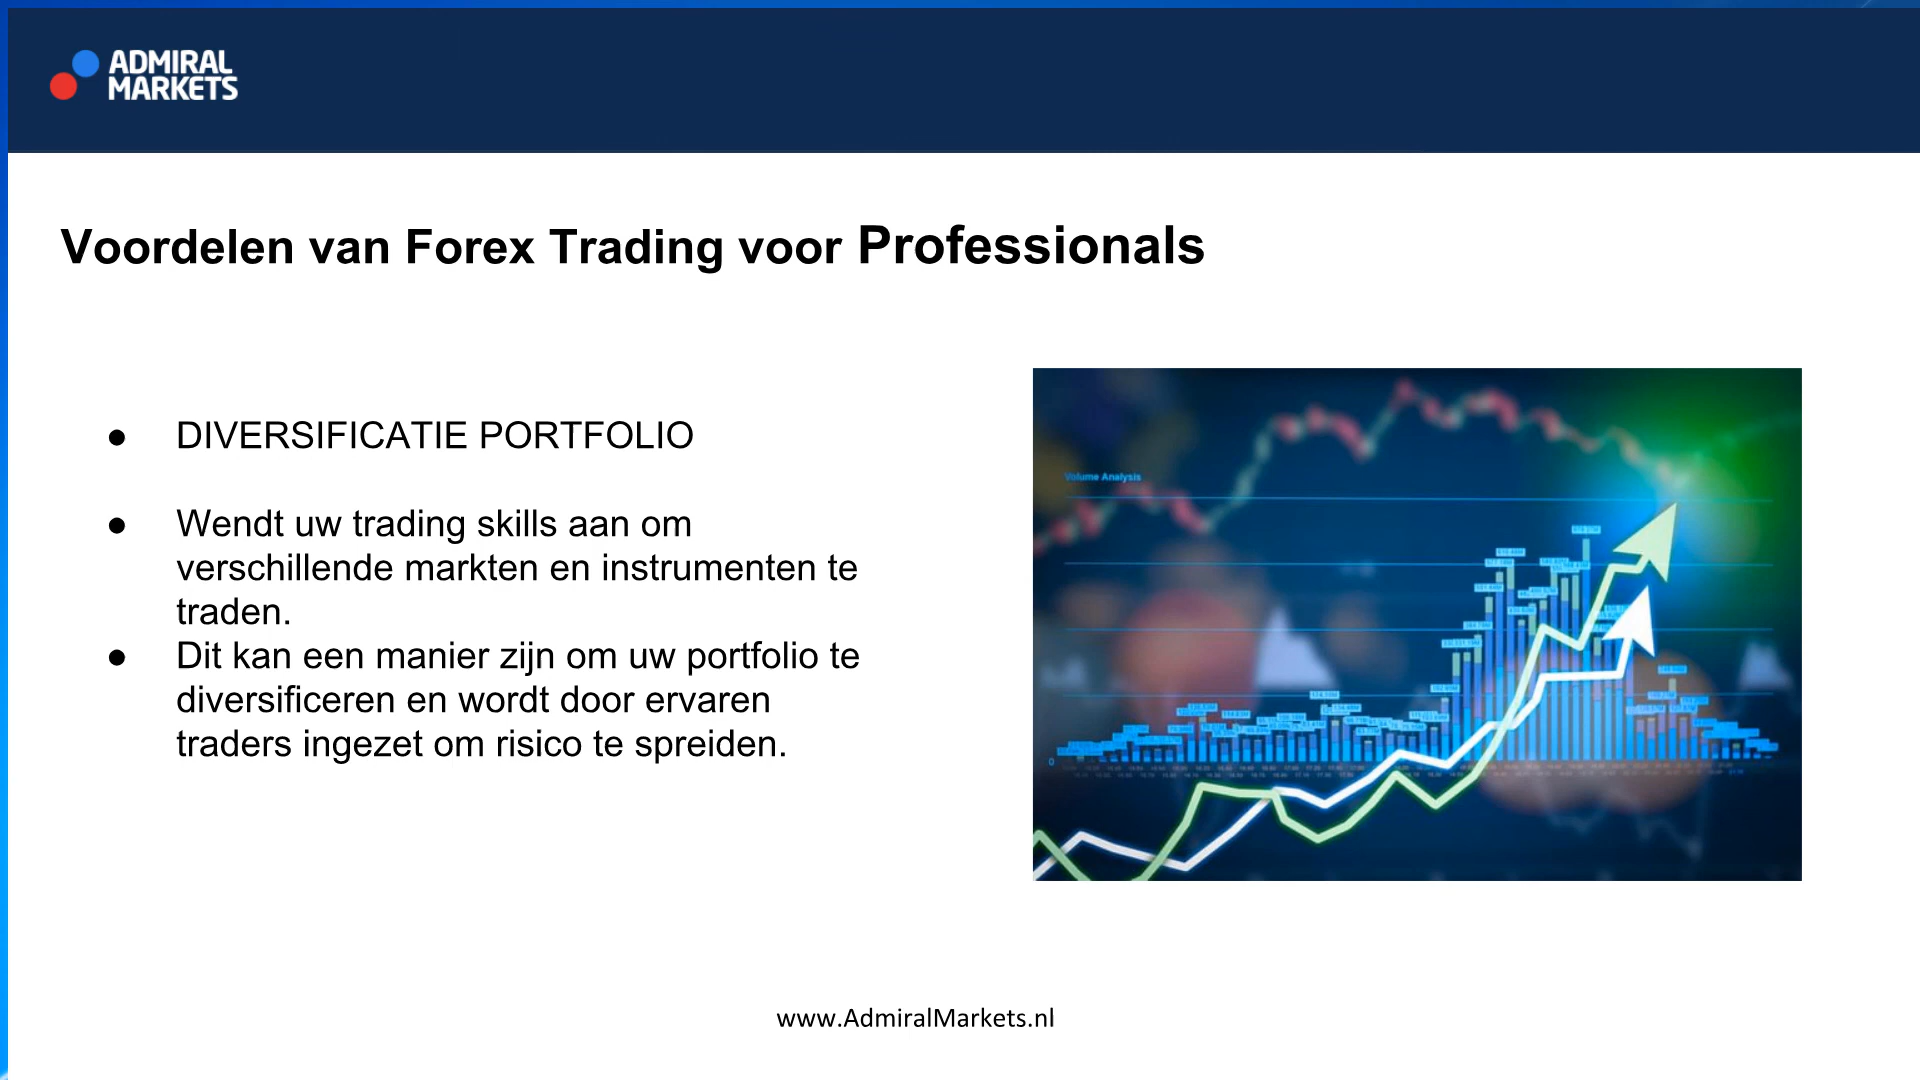 ADMIRAL
MARKETS
Voordelen van Forex Trading voor Professionals
● DIVERSIFICATIE PORTFOLIO
● Wendt uw trading skills aan om
verschillende markten en instrumenten te
traden.
● Dit kan een manier zijn om uw portfolio te
diversificeren en wordt door ervaren
traders ingezet om risico te spreiden.
Volume Analysis
0
www.AdmiralMarkets.nl